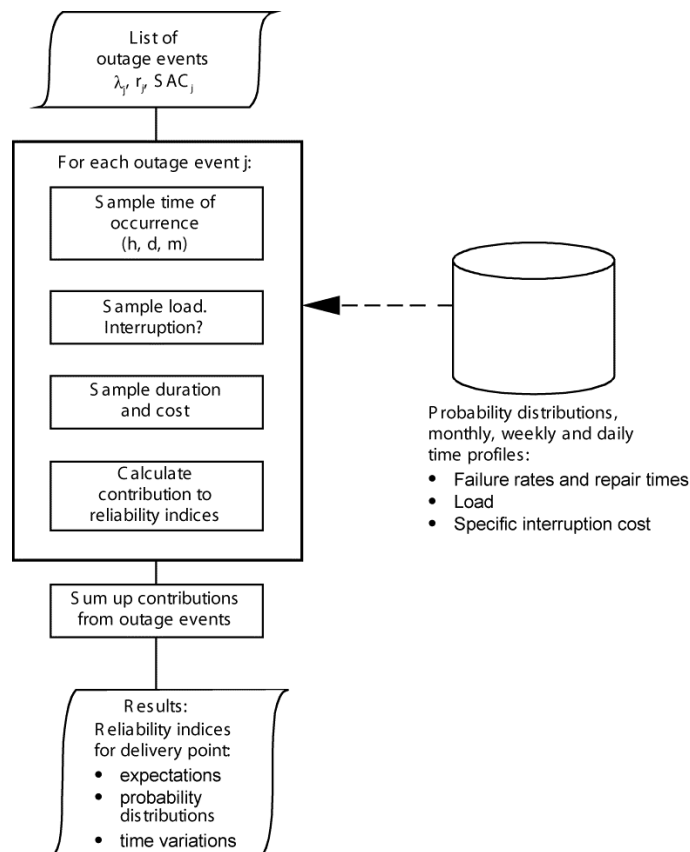 List of
outage events
λj, rj, SACj
For each outage event j:
Sample time of
occurrence
(h, d, m)
Sample load.
Interruption?
Sample duration
and cost
Calculate
contribution to
reliability indices
Probability distributions,
monthly, weekly and daily
time profiles:
• Failure rates and repair times
• Load
• Specific interruption cost
Sum up contributions
from outage events
Results:
Reliability indices
for delivery point:
• expectations
• probability
distributions
• time variations